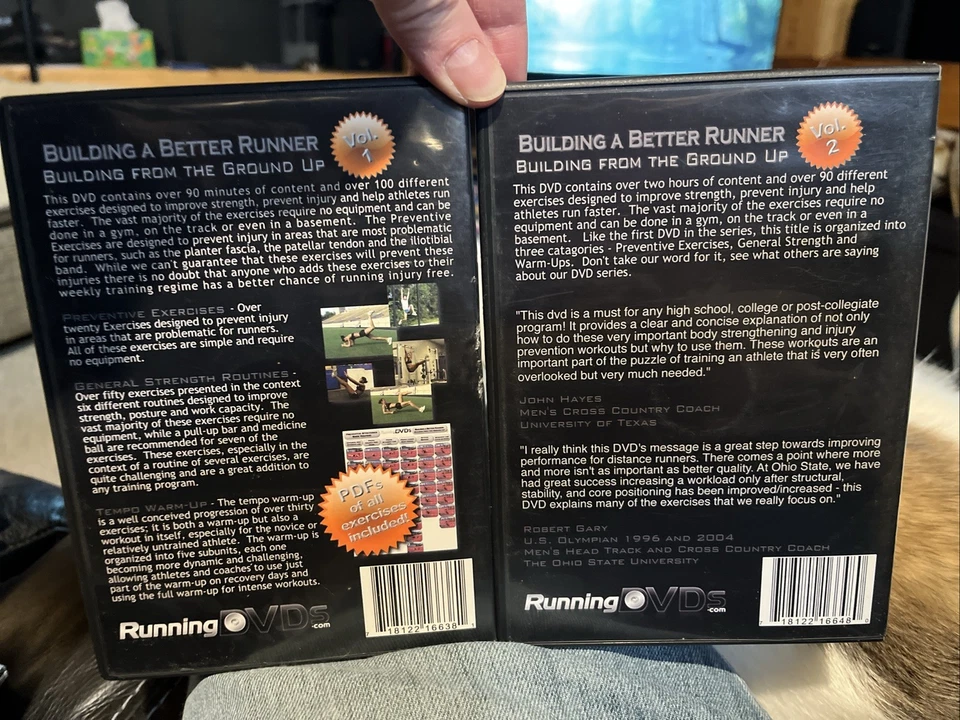 BUILDING A BETTER RUNNER
BUILDING FROM THE GROUND UP
Vol.
1
This DVD contains over 90 minutes of content and over 100 different
exercises designed to improve strength, prevent injury and help athletes run
faster. The vast majority of the exercises require no equipment and can be
done in a gym, on the track or even in a basement. The Preventive
Exercises are designed to prevent injury in areas that are most problematic
for runners, such as the planter fascia, the patellar tendon and the iliotibial
band. While we can't guarantee that these exercises will prevent these
injuries there is no doubt that anyone who adds these exercises to their
weekly training regime has a better chance of running injury free.
PREVENTIVE EXERCISES - Over
twenty Exercises designed to prevent injury
in areas that are problematic for runners.
All of these exercises are simple and require
no equipment.
GENERAL STRENGTH ROUTINES -
Over fifty exercises presented in the context
six different routines designed to improve
strength, posture and work capacity. The
vast majority of these exercises require no
equipment, while a pull-up bar and medicine
ball are recommended for seven of the
exercises. These exercises, especially in the
context of a routine of several exercises, are
quite challenging and are a great addition to
any training program.
TEMPO WARM-UP - The tempo warm-up
is a well conceived progression of over thirty
exercises; it is both a warm-up but also a
workout in itself, especially for the novice or
relatively untrained athlete. The warm-up is
organized into five subunits, each one
becoming more dynamic and challenging,
allowing athletes and coaches to use just
part of the warm-up on recovery days and
using the full warm-up for intense workouts.
PDFs
of all
exercises
included!
RunningDVDs
.com
7 18122 16638 1
BUILDING A BETTER RUNNER
BUILDING FROM THE GROUND UP
Vol.
2
This DVD contains over two hours of content and over 90 different
exercises designed to improve strength, prevent injury and help
athletes run faster. The vast majority of the exercises require no
equipment and can be done in a gym, on the track or even in a
basement. Like the first DVD in the series, this title is organized into
three catagories - Preventive Exercises, General Strength and
Warm-Ups. Don't take our word for it, see what others are saying
about our DVD series.
"This dvd is a must for any high school, college or post-collegiate
program! It provides a clear and concise explanation of not only
how to do these very important body strengthening and injury
prevention workouts but why to use them. These workouts are an
important part of the puzzle of training an athlete that is very often
overlooked but very much needed."
JOHN HAYES
MEN'S CROSS COUNTRY COACH
UNIVERSITY OF TEXAS
"I really think this DVD's message is a great step towards improving
performance for distance runners. There comes a point where more
and more isn't as important as better quality. At Ohio State, we have
had great success increasing a workload only after structural,
stability, and core positioning has been improved/increased - this
DVD explains many of the exercises that we really focus on."
ROBERT GARY
U.S. OLYMPIAN 1996 AND 2004
MEN'S HEAD TRACK AND CROSS COUNTRY COACH
THE OHIO STATE UNIVERSITY
RunningDVDs
.com
7 18122 16648